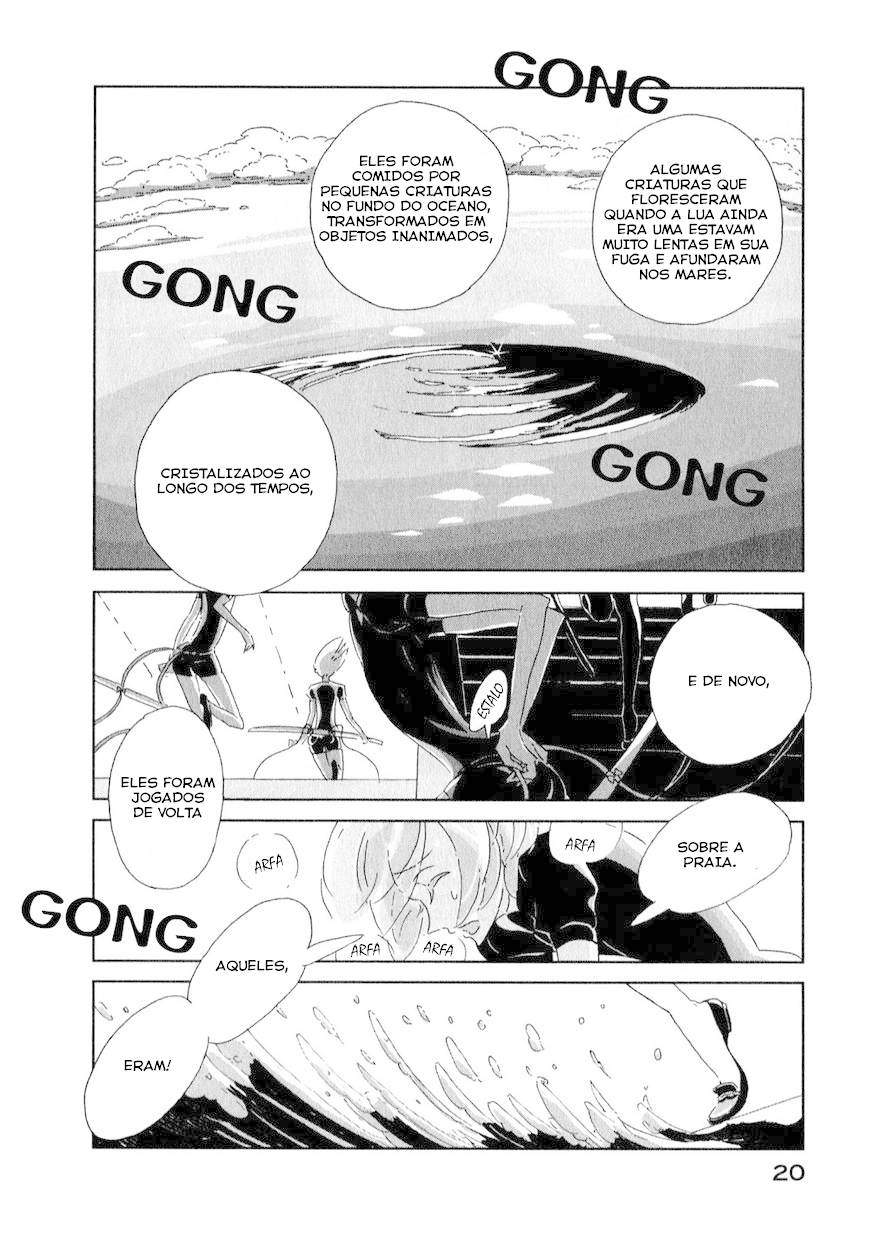 GONG
ALGUMAS
CRIATURAS QUE
FLORESCERAM
QUANDO A LUA AINDA
ERA UMA ESTAVAM
MUITO LENTAS EM SUA
FUGA E AFUNDARAM
NOS MARES.
ELES FORAM
COMIDOS POR
PEQUENAS CRIATURAS
NO FUNDO DO OCEANO,
TRANSFORMADOS EM
OBJETOS INANIMADOS,
GONG
GONG
CRISTALIZADOS AO
LONGO DOS TEMPOS,
E DE NOVO,
ESTALO
ELES FORAM
JOGADOS
DE VOLTA
SOBRE A
PRAIA.
ARFA
ARFA
ARFA
ARFA
GONG
AQUELES,
ERAM!
20